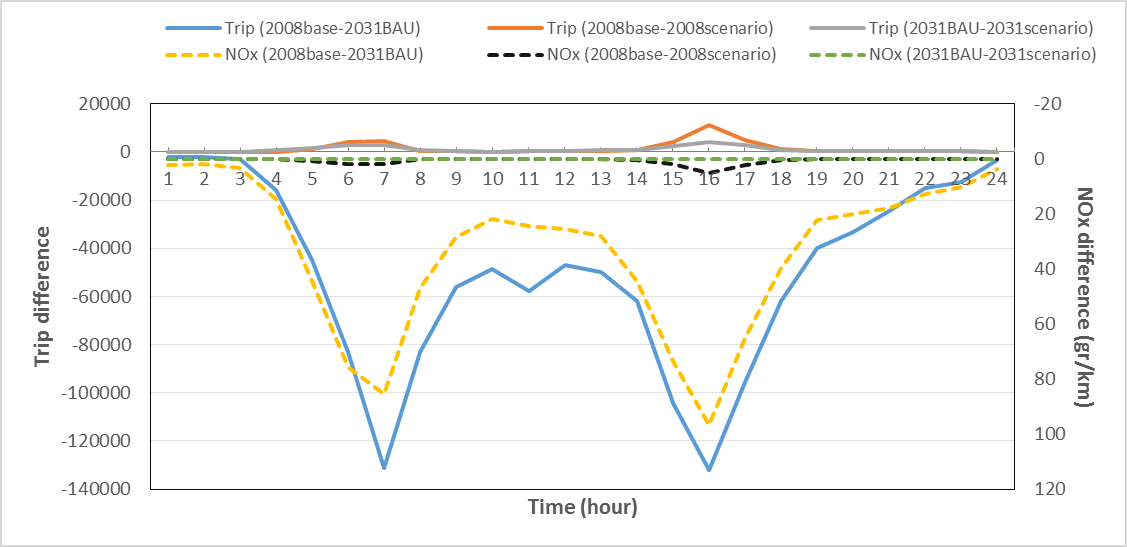 Trip (2008base-2031BAU) Trip (2008base-2008scenario) Trip (2031BAU-2031scenario)
NOx (2008base-2031BAU) NOx (2008base-2008scenario) NOx (2031BAU-2031scenario)
20000 -20
0 0
1 2 3 4 5 6 7 8 9 10 11 12 13 14 15 16 17 18 19 20 21 22 23 24
-20000 20
-40000 40
-60000 60
-80000 80
-100000 100
-120000 120
-140000
Trip difference
NOx difference (gr/km)
Time (hour)